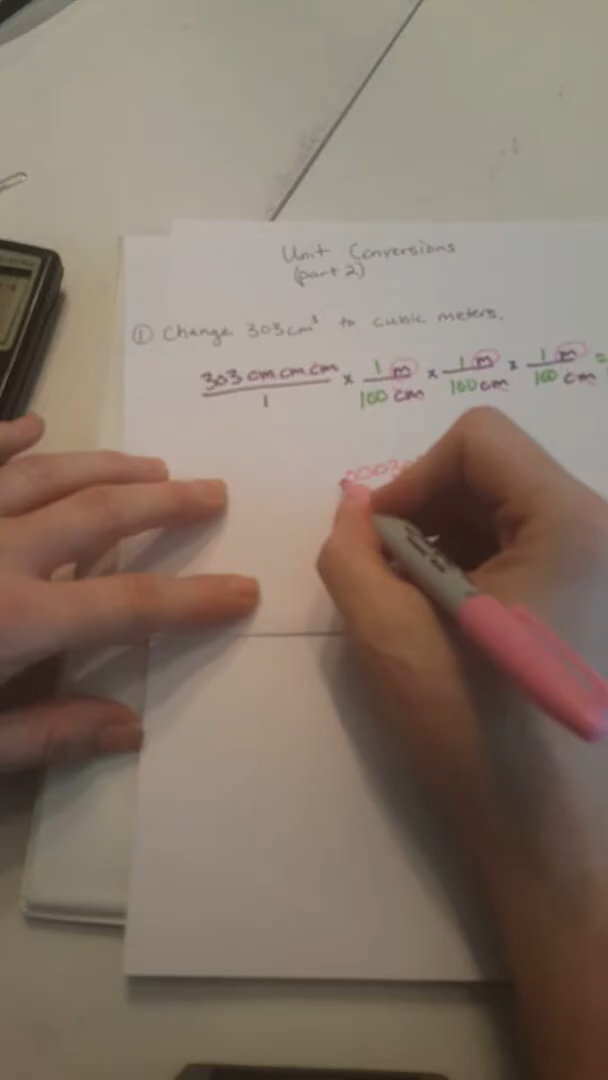 Unit Conversions
(part 2)
① Change 303cm³ to cubic meters.
303 cm cm cm / 1 × 1 m / 100 cm × 1 m / 100 cm × 1 m / 100 cm =